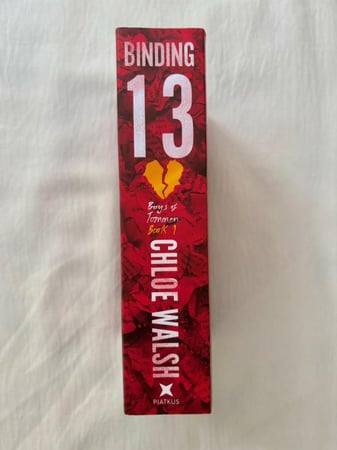 BINDING
13
Boys of
Tommen
Book 1
CHLOE WALSH
PIATKUS